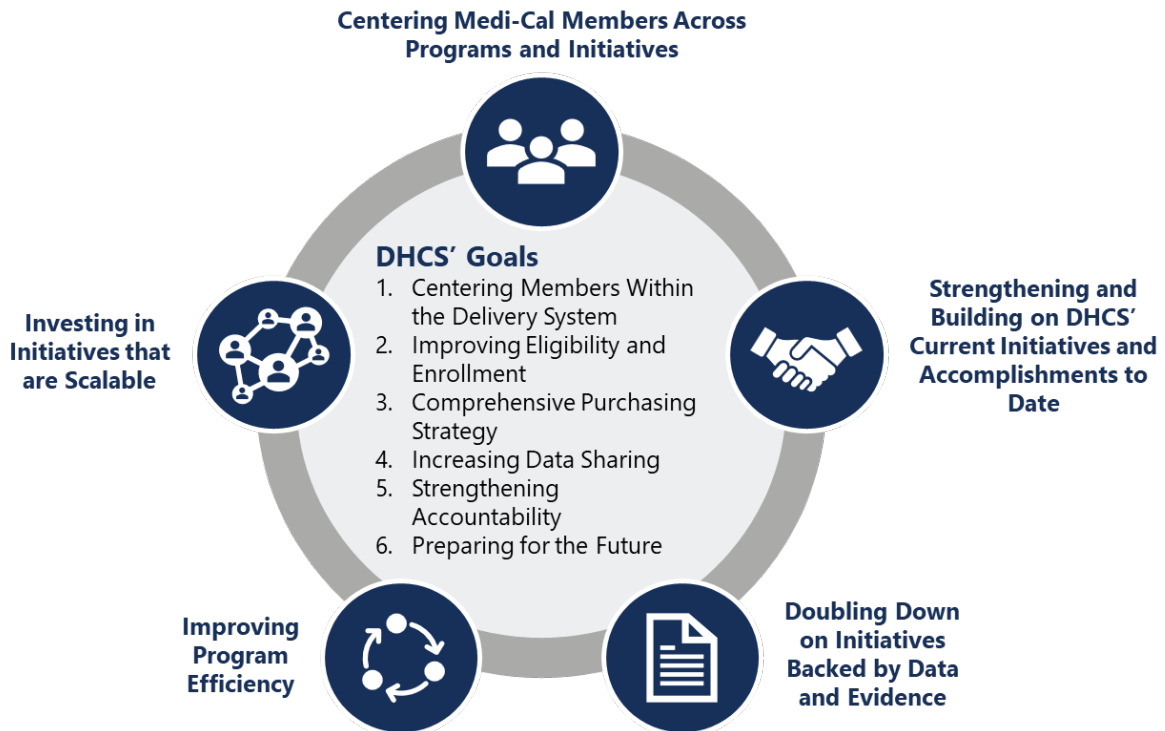 Centering Medi-Cal Members Across
Programs and Initiatives
DHCS’ Goals
1. Centering Members Within
the Delivery System
2. Improving Eligibility and
Enrollment
3. Comprehensive Purchasing
Strategy
4. Increasing Data Sharing
5. Strengthening
Accountability
6. Preparing for the Future
Strengthening and
Building on DHCS’
Current Initiatives and
Accomplishments to
Date
Doubling Down
on Initiatives
Backed by Data
and Evidence
Improving
Program
Efficiency
Investing in
Initiatives that
are Scalable